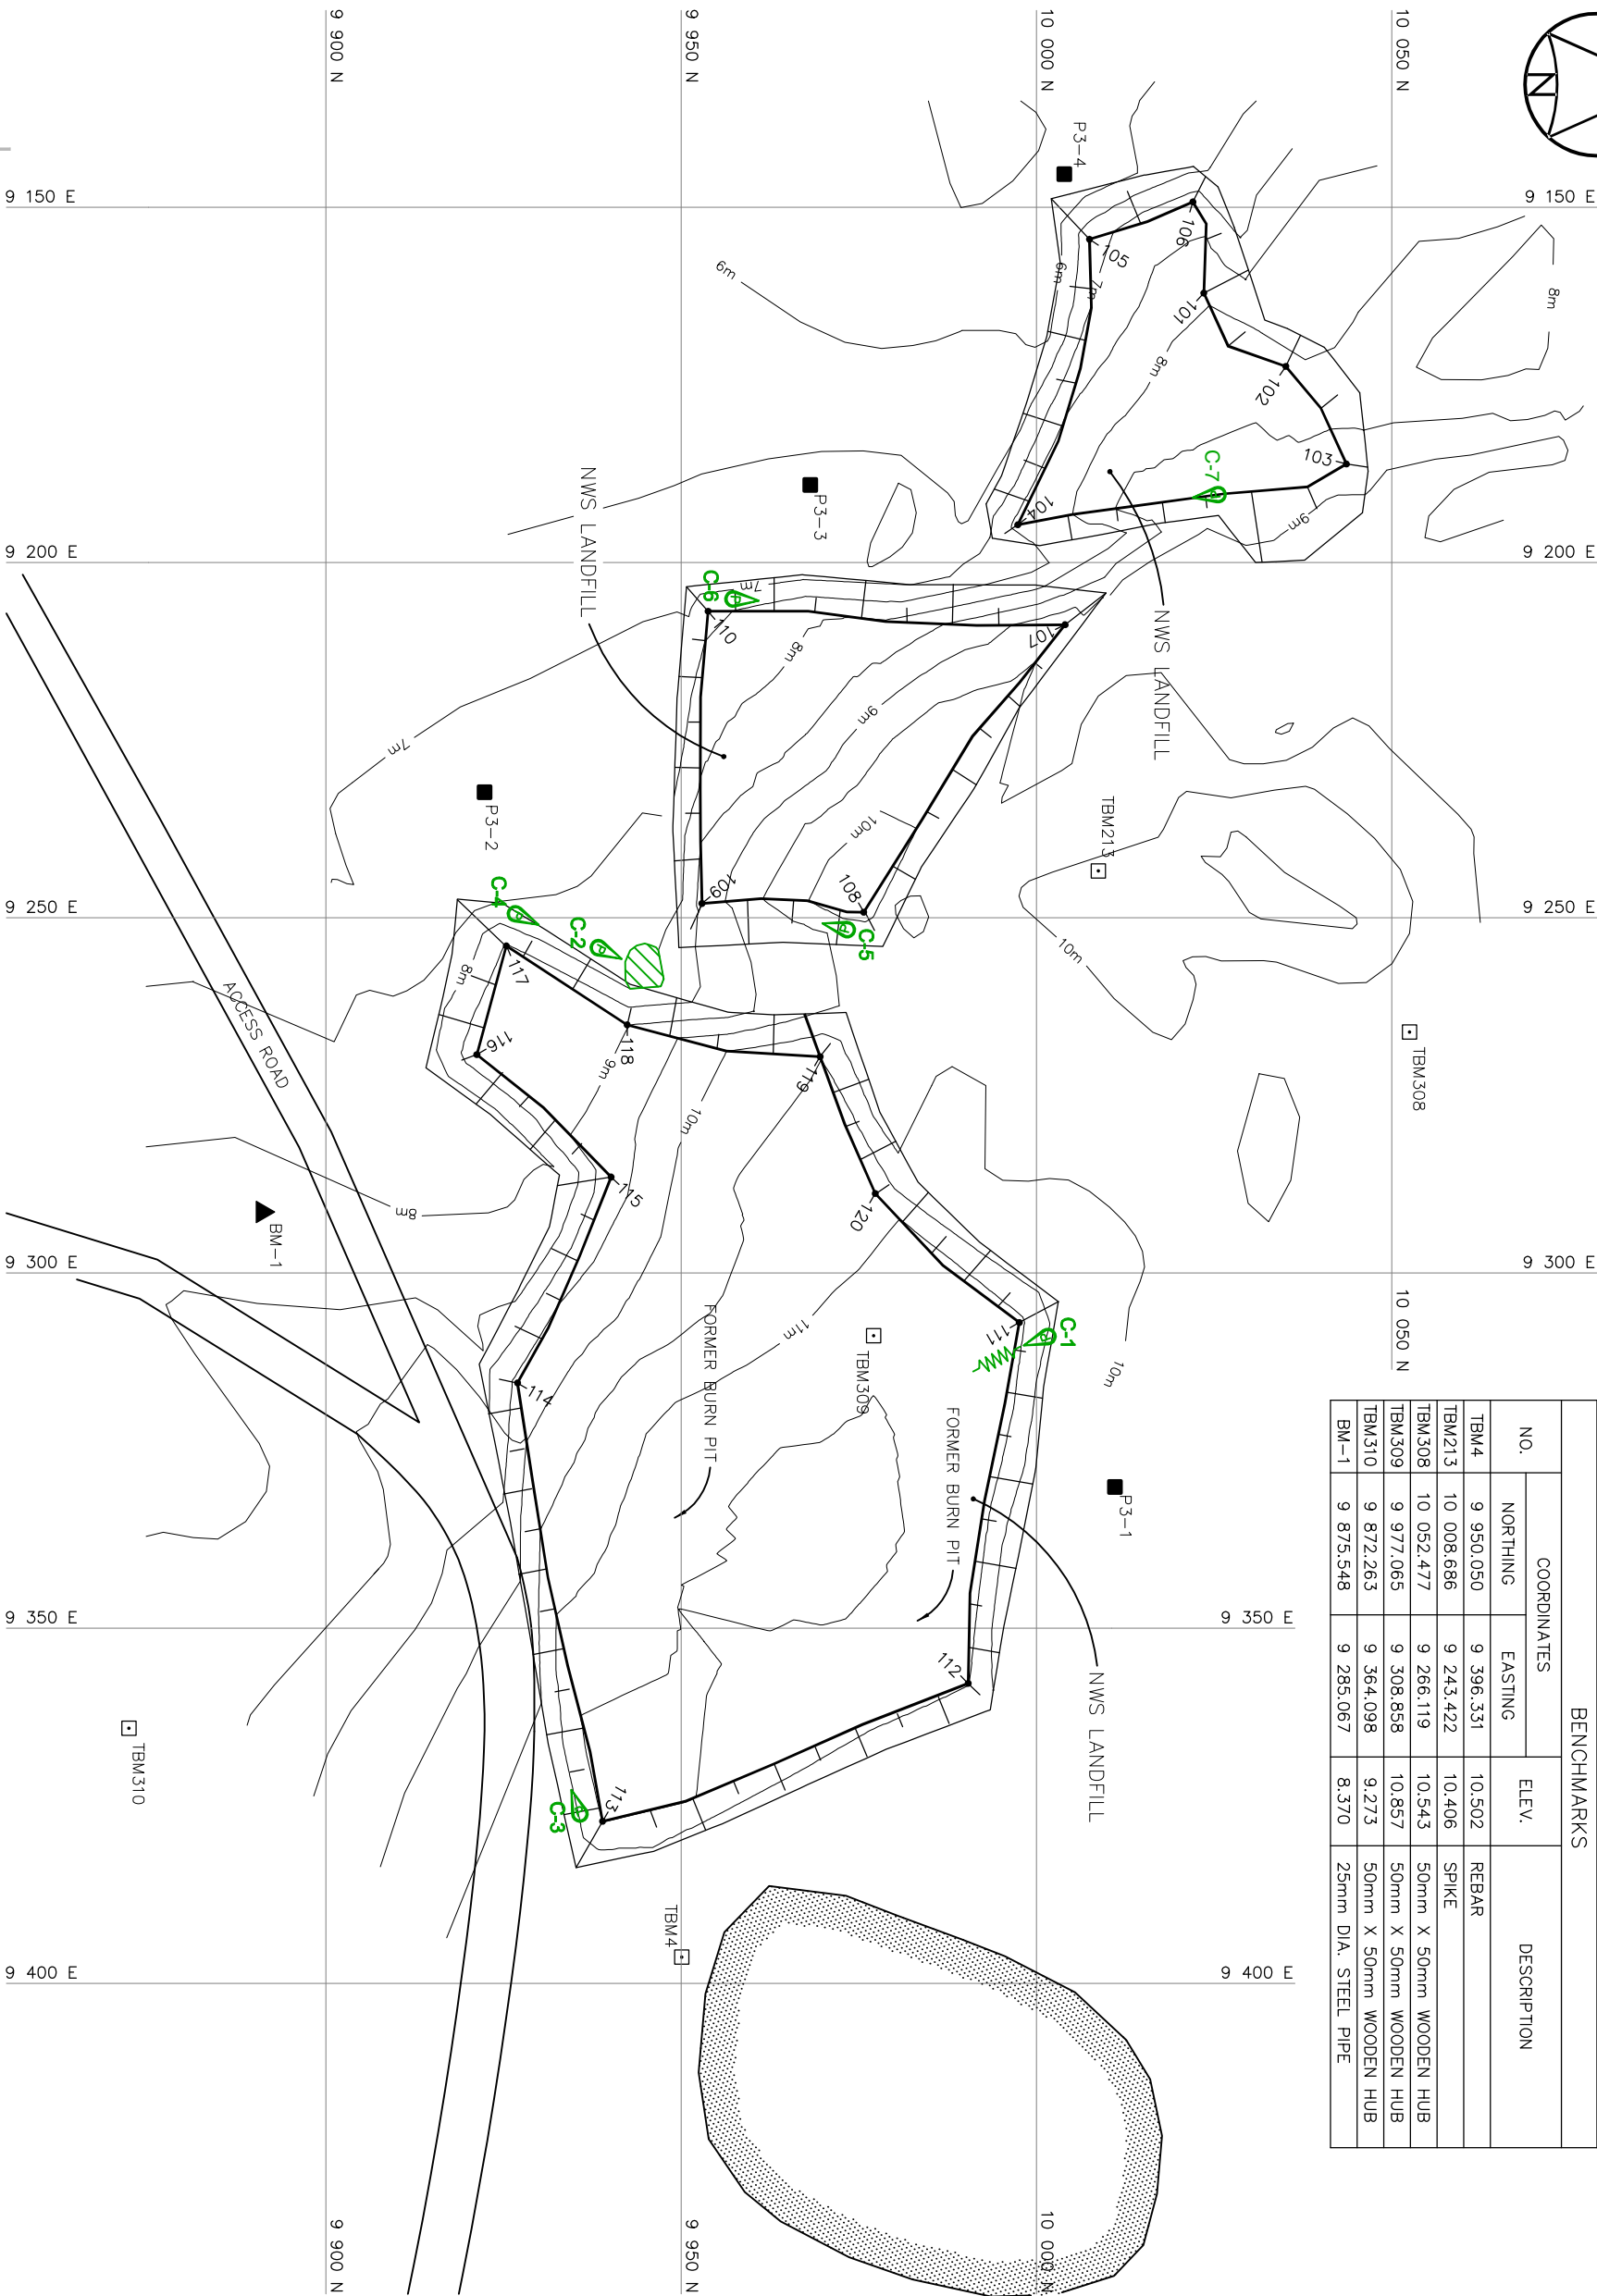 N
10 050 N
10 000 N
9 950 N
9 900 N
9 150 E
9 150 E
9 200 E
9 200 E
9 250 E
9 250 E
9 300 E
9 300 E
9 350 E
9 350 E
9 400 E
9 400 E
10 050 N
10 000 N
9 950 N
9 900 N
P3-4
P3-3
P3-2
P3-1
106
105
101
102
103
104
107
110
108
109
117
116
118
119
115
120
111
114
112
113
6m
6m
7m
8m
8m
9m
7m
8m
9m
10m
7m
10m
8m
9m
10m
8m
11m
10m
C-7
C-6
C-5
C-4
C-2
C-1
C-3
NWS LANDFILL
NWS LANDFILL
NWS LANDFILL
TBM213
TBM308
TBM309
TBM310
TBM4
BM-1
ACCESS ROAD
FORMER BURN PIT
FORMER BURN PIT
BENCHMARKS
NO.
COORDINATES
ELEV.
DESCRIPTION
NORTHING
EASTING
TBM4 9 950.050 9 396.331 10.502 REBAR
TBM213 10 008.686 9 243.422 10.406 SPIKE
TBM308 10 052.477 9 266.119 10.543 50mm X 50mm WOODEN HUB
TBM309 9 977.065 9 308.858 10.857 50mm X 50mm WOODEN HUB
TBM310 9 872.263 9 364.098 9.273 50mm X 50mm WOODEN HUB
BM-1 9 875.548 9 285.067 8.370 25mm DIA. STEEL PIPE